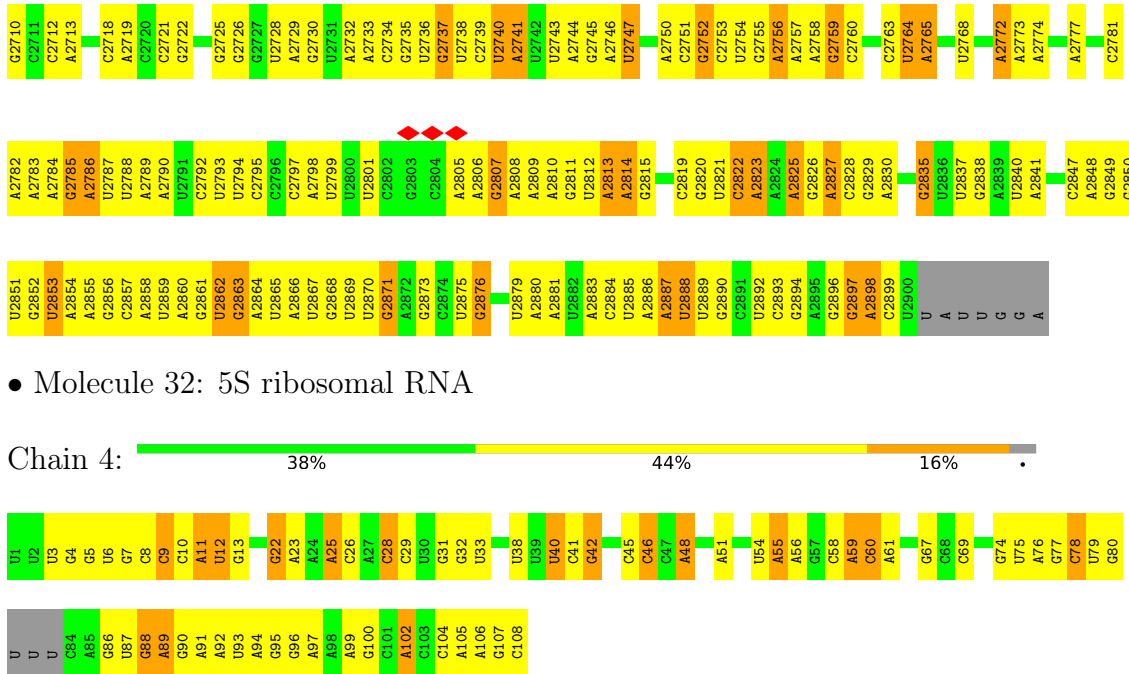 G2710 C2711 C2712 A2713 C2718 A2719 C2720 C2721 G2722 G2725 G2726 G2727 U2728 A2729 G2730 U2731 A2732 A2733 A2734 G2735 U2736 G2737 U2738 C2739 U2740 A2741 U2742 U2743 A2744 G2745 A2746 U2747 A2750 C2751 G2752 C2753 U2754 G2755 A2756 A2757 A2758 G2759 C2760 C2763 U2764 A2765 U2768 A2772 A2773 A2774 A2777 C2781
A2782 A2783 A2784 G2785 A2786 U2787 U2788 A2789 A2790 U2791 C2792 U2793 U2794 C2795 C2796 C2797 A2798 U2799 U2800 U2801 C2802 G2803 C2804 A2805 A2806 G2807 A2808 A2809 A2810 G2811 U2812 A2813 A2814 G2815 C2819 G2820 U2821 C2822 A2823 A2824 A2825 G2826 A2827 C2828 G2829 A2830 G2835 U2836 U2837 G2838 A2839 U2840 A2841 C2847 A2848 G2849 G2850
U2851 G2852 U2853 A2854 A2855 G2856 C2857 A2858 U2859 A2860 G2861 U2862 G2863 A2864 U2865 A2866 U2867 G2868 U2869 U2870 G2871 A2872 G2873 C2874 U2875 G2876 U2879 A2880 A2881 U2882 A2883 C2884 U2885 A2886 A2887 U2888 U2889 G2890 C2891 U2892 C2893 G2894 A2895 G2896 G2897 A2898 C2899 U2900 U A U U G G A
• Molecule 32: 5S ribosomal RNA
Chain 4:
38% 44% 16% •
U1 U2 U3 G4 G5 U6 G7 C8 C9 C10 A11 U12 G13 G22 A23 A24 A25 C26 A27 C28 C29 U30 G31 G32 U33 U38 U39 U40 C41 G42 C45 C46 C47 A48 A51 U54 A55 A56 G57 C58 A59 C60 A61 G67 C68 C69 G74 U75 A76 G77 C78 U79 G80
U U U C84 A85 G86 U87 G88 A89 G90 A91 A92 U93 A94 G95 G96 A97 A98 A99 G100 C101 A102 C103 C104 A105 A106 G107 C108